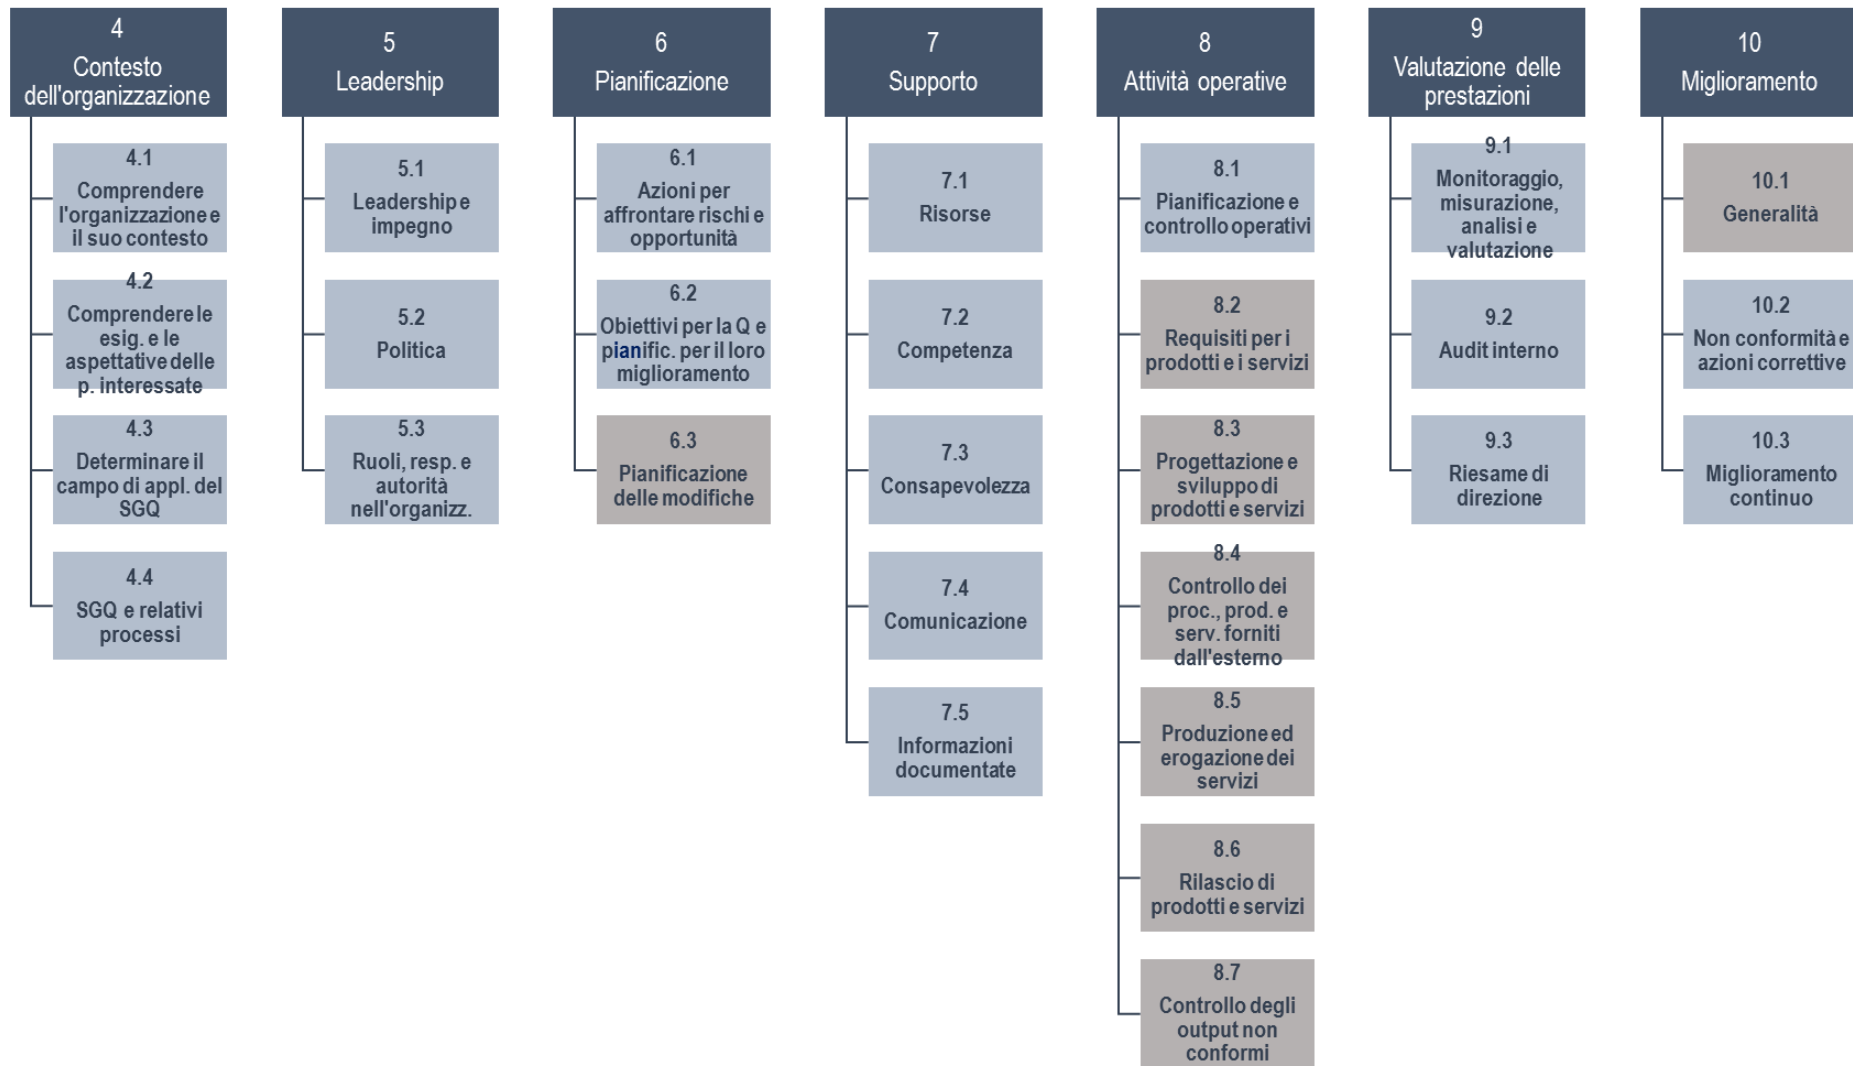 4
Contesto
dell'organizzazione
4.1
Comprendere
l'organizzazione e
il suo contesto
4.2
Comprendere le
esig. e le
aspettative delle
p. interessate
4.3
Determinare il
campo di appl. del
SGQ
4.4
SGQ e relativi
processi
5
Leadership
5.1
Leadership e
impegno
5.2
Politica
5.3
Ruoli, resp. e
autorità
nell'organizz.
6
Pianificazione
6.1
Azioni per
affrontare rischi e
opportunità
6.2
Obiettivi per la Q e
pianific. per il loro
miglioramento
6.3
Pianificazione
delle modifiche
7
Supporto
7.1
Risorse
7.2
Competenza
7.3
Consapevolezza
7.4
Comunicazione
7.5
Informazioni
documentate
8
Attività operative
8.1
Pianificazione e
controllo operativi
8.2
Requisiti per i
prodotti e i servizi
8.3
Progettazione e
sviluppo di
prodotti e servizi
8.4
Controllo dei
proc., prod. e
serv. forniti
dall'esterno
8.5
Produzione ed
erogazione dei
servizi
8.6
Rilascio di
prodotti e servizi
8.7
Controllo degli
output non
conformi
9
Valutazione delle
prestazioni
9.1
Monitoraggio,
misurazione,
analisi e
valutazione
9.2
Audit interno
9.3
Riesame di
direzione
10
Miglioramento
10.1
Generalità
10.2
Non conformità e
azioni correttive
10.3
Miglioramento
continuo